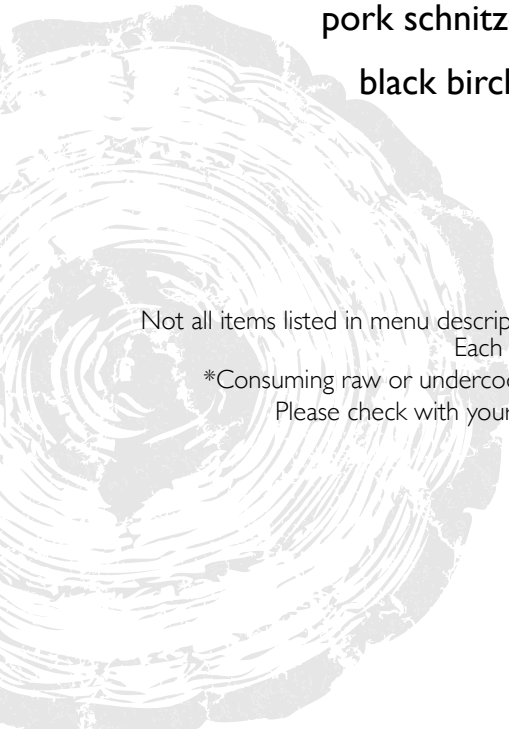 pork schnitz
black birch
Not all items listed in menu descrip
Each
*Consuming raw or undercoo
Please check with your